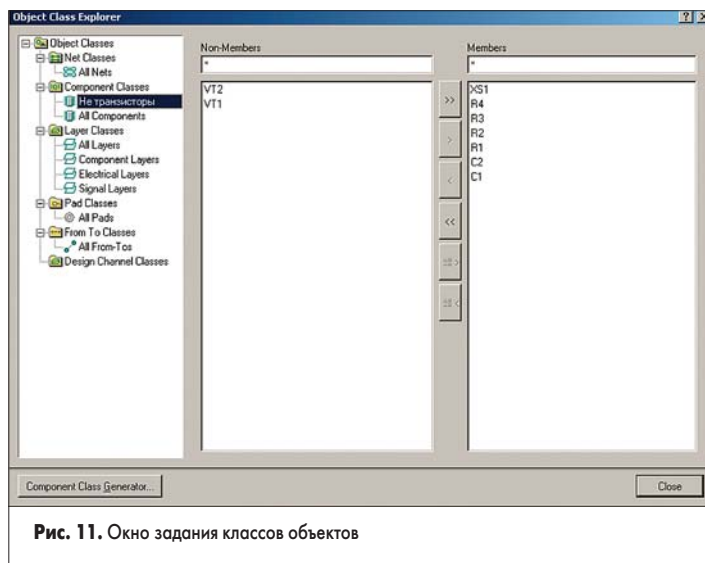 Object Class Explorer
Object Classes
Net Classes
All Nets
Component Classes
Не транзисторы
All Components
Layer Classes
All Layers
Component Layers
Electrical Layers
Signal Layers
Pad Classes
All Pads
From To Classes
All From-Tos
Design Channel Classes
Non-Members
*
VT2
VT1
>>
>
<
<<
Members
*
XS1
R4
R3
R2
R1
C2
C1
Component Class Generator...
Close
Рис. 11. Окно задания классов объектов